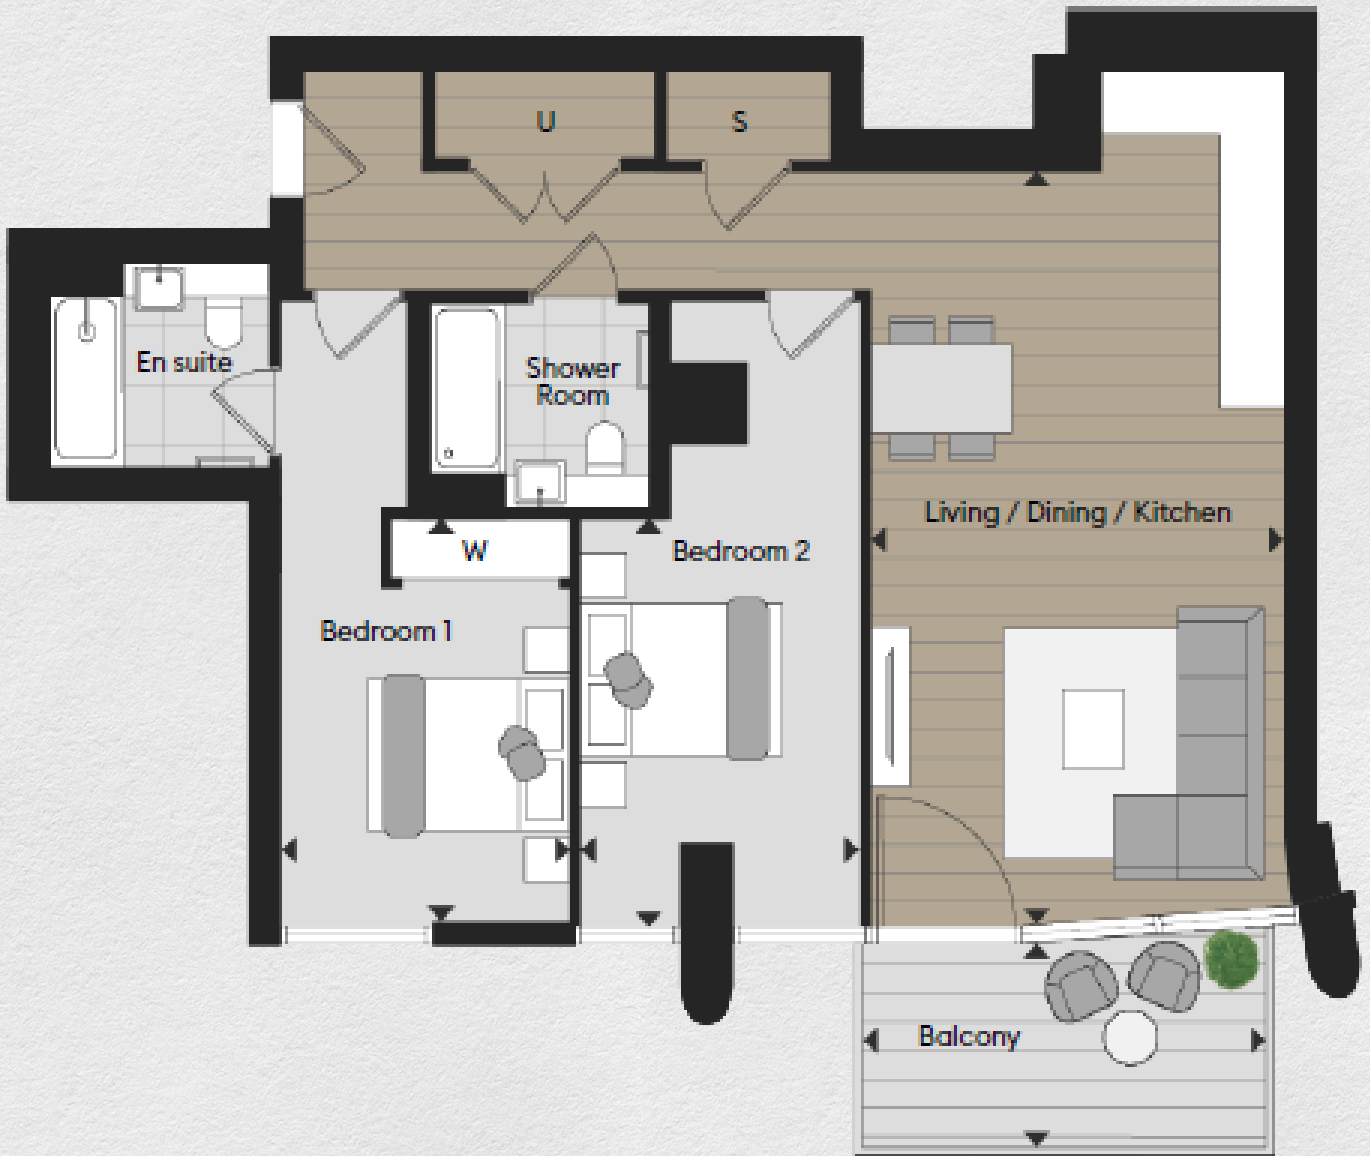 U
S
En suite
Shower
Room
Living / Dining / Kitchen
W
Bedroom 2
Bedroom 1
Balcony